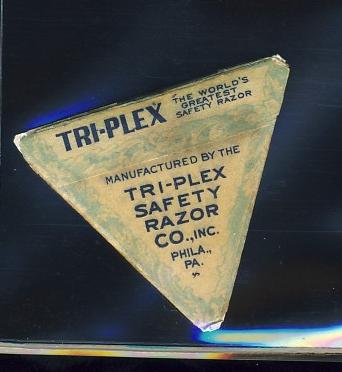 TRI-PLEX
THE WORLD'S
GREATEST
SAFETY RAZOR
MANUFACTURED BY THE
TRI-PLEX
SAFETY
RAZOR
CO., INC.
PHILA.,
PA.